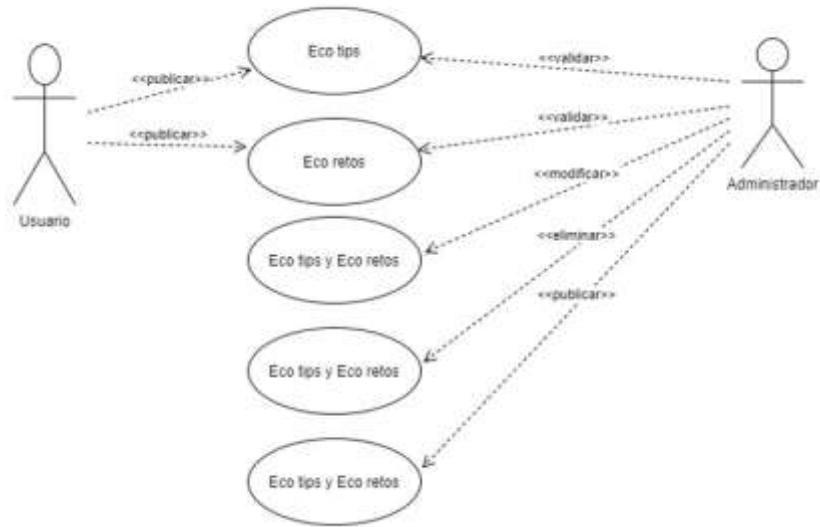 Eco tips
<<validar>>
<<publicar>>
<<validar>>
<<publicar>>
Eco retos
<<modificar>>
Administrador
Usuario
<<eliminar>>
Eco tips y Eco retos
<<publicar>>
Eco tips y Eco retos
Eco tips y Eco retos